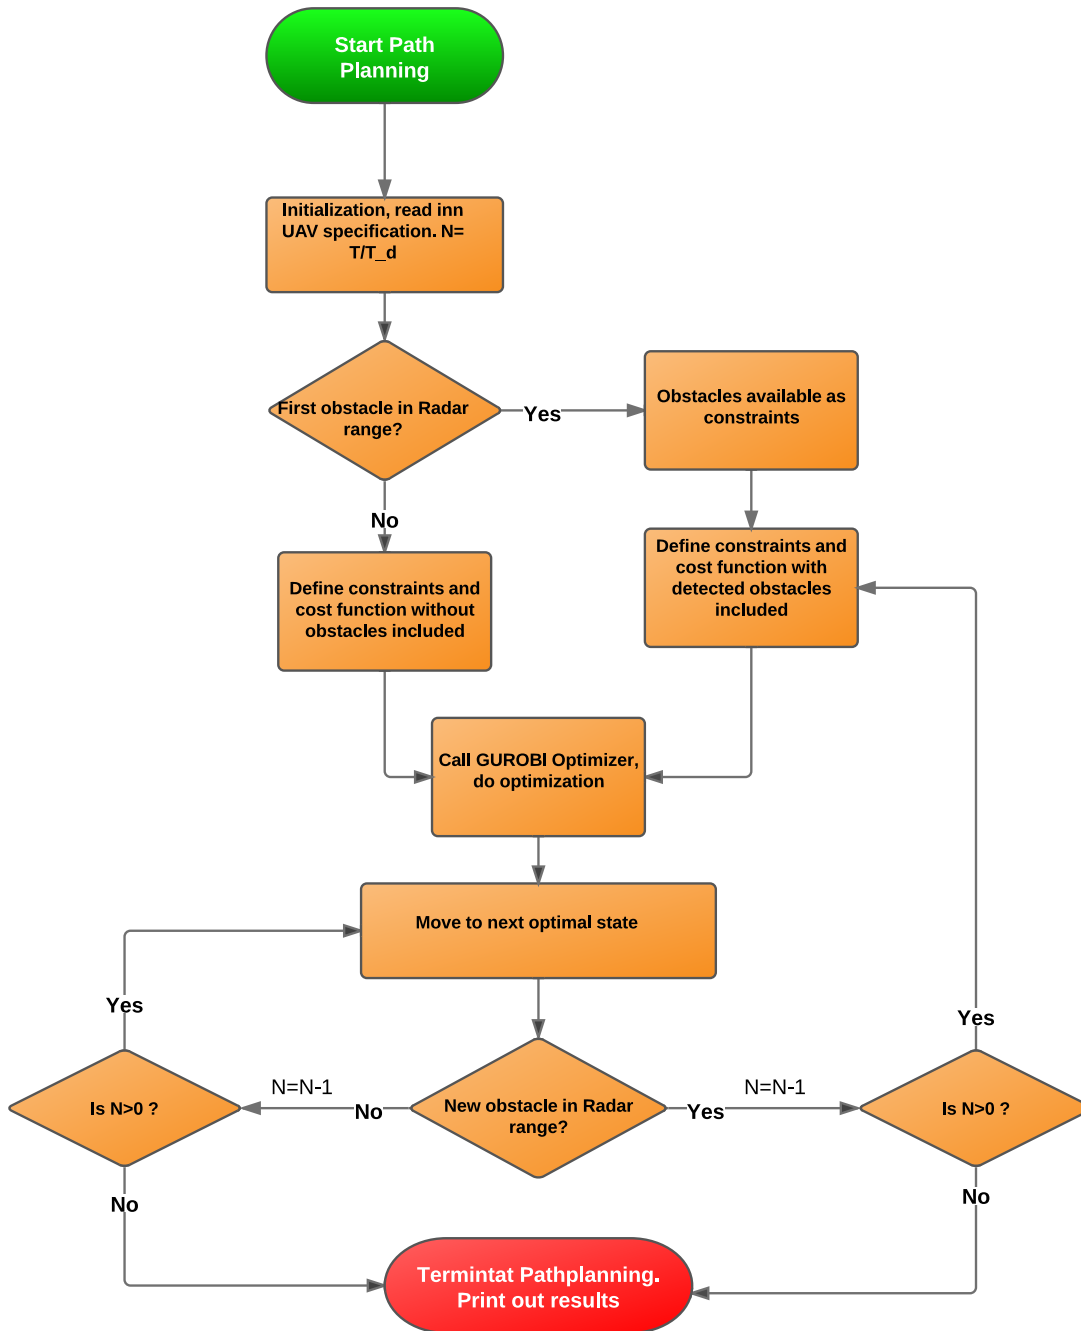 Start Path
Planning
Initialization, read inn
UAV specification. N=
T/T_d
First obstacle in Radar
range?
Yes
Obstacles available as
constraints
No
Define constraints and
cost function without
obstacles included
Define constraints and
cost function with
detected obstacles
included
Call GUROBI Optimizer,
do optimization
Move to next optimal state
Yes
Yes
N=N-1
N=N-1
Is N>0 ?
No
New obstacle in Radar
range?
Yes
Is N>0 ?
No
No
Termintat Pathplanning.
Print out results